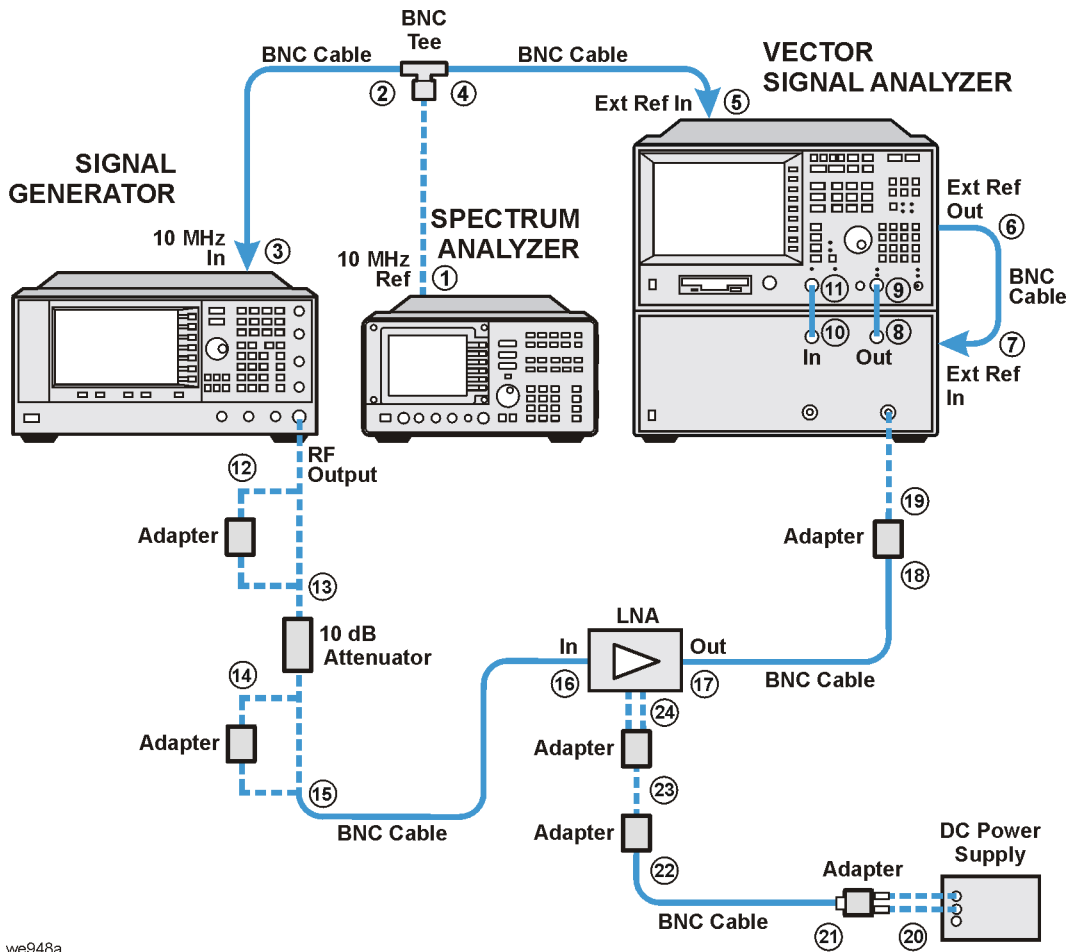 BNC
Tee
BNC Cable
BNC Cable
2
4
VECTOR
SIGNAL ANALYZER
Ext Ref In
5
SIGNAL
GENERATOR
10 MHz
In
3
SPECTRUM
ANALYZER
10 MHz
Ref
1
Ext Ref
Out
6
BNC
Cable
11
9
10
8
In
Out
7
Ext Ref
In
RF
Output
12
Adapter
13
10 dB
Attenuator
14
Adapter
15
BNC Cable
19
Adapter
18
LNA
In
Out
16
17
BNC Cable
24
Adapter
23
Adapter
22
BNC Cable
DC Power
Supply
Adapter
21
20
we948a